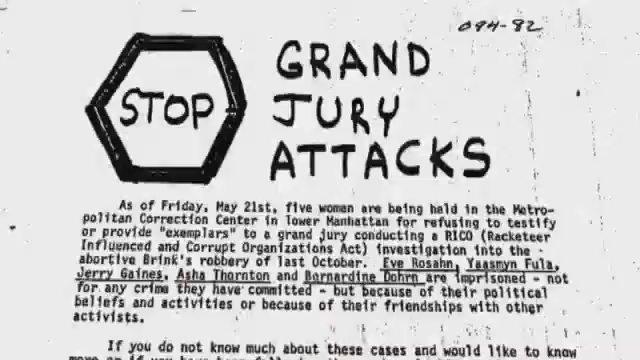 094-82
STOP
GRAND
JURY
ATTACKS
As of Friday, May 21st, five women are being held in the Metro-
politan Correction Center in Tower Manhattan for refusing to testify
or provide "exemplars" to a grand jury conducting a RICO (Racketeer
Influenced and Corrupt Organizations Act) investigation into the
abortive Brink's robbery of last October. Eve Rosahn, Yaasmyn Fula,
Jerry Gaines, Asha Thornton and Bernardine Dohrn are imprisoned - not
for any crime they have committed - but because of their political
beliefs and activities or because of their friendships with other
activists.
If you do not know much about these cases and would like to know